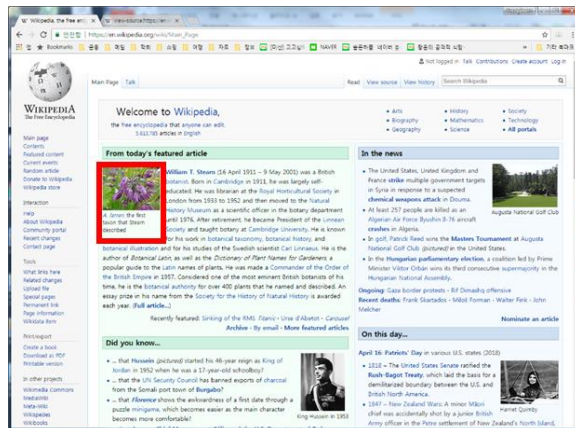 Wikipedia, the free enc
view-source:https://en
https://en.wikipedia.org/wiki/Main_Page
Bookmarks
NAVER
Not logged in Talk Contributions Create account Log in
Main Page Talk
Read View source View history Search Wikipedia
WIKIPEDIA
The Free Encyclopedia
Main page
Contents
Featured content
Current events
Random article
Donate to Wikipedia
Wikipedia store
Interaction
Help
About Wikipedia
Community portal
Recent changes
Contact page
Tools
What links here
Related changes
Upload file
Special pages
Permanent link
Page information
Wikidata item
Print/export
Create a book
Download as PDF
Printable version
In other projects
Wikimedia Commons
MediaWiki
Meta-Wiki
Wikispecies
Wikibooks
Welcome to Wikipedia,
the free encyclopedia that anyone can edit.
5,613,785 articles in English
• Arts
• Biography
• Geography
• History
• Mathematics
• Science
• Society
• Technology
• All portals
From today's featured article
William T. Stearn (16 April 1911 – 9 May 2001) was a British
botanist. Born in Cambridge in 1911, he was largely self-
educated. He was librarian at the Royal Horticultural Society in
London from 1933 to 1952 and then moved to the Natural
History Museum as a scientific officer in the botany department
until 1976. After retirement, he became President of the Linnean
Society and taught botany at Cambridge University. He is known
for his work in botanical taxonomy, botanical history, and
botanical illustration and for his studies of the Swedish scientist Carl Linnaeus. He is the
author of Botanical Latin, as well as the Dictionary of Plant Names for Gardeners, a
popular guide to the Latin names of plants. He was made a Commander of the Order of
the British Empire in 1997. Considered one of the most eminent British botanists of his
time, he is the botanical authority for over 400 plants that he named and described. An
essay prize in his name from the Society for the History of Natural History is awarded
each year. (Full article...)
the first
taxon that Stearn
described
Recently featured: Sinking of the RMS Titanic · Urse d'Abetot · Carousel
Archive · By email · More featured articles
Did you know...
• ... that Hussein (pictured) started his 46-year reign as King of
Jordan in 1952 when he was a 17-year-old schoolboy?
• ... that the UN Security Council has banned exports of charcoal
from the Somali port town of Burgabo?
• ... that Florence shows the awkwardness of a first date through a
puzzle minigame, which becomes easier as the main character
becomes more comfortable?
King Hussein in 1953
In the news
• The United States, United Kingdom and
France strike multiple government targets
in Syria in response to a suspected
chemical weapons attack in Douma.
• At least 257 people are killed as an
Algerian Air Force Ilyushin Il-76 aircraft
crashes in Algeria.
• In golf, Patrick Reed wins the Masters Tournament at Augusta
National Golf Club (pictured) in the United States.
• In the Hungarian parliamentary election, a coalition led by Prime
Minister Viktor Orbán wins its third consecutive supermajority in the
Hungarian National Assembly.
Augusta National Golf Club
Ongoing: Gaza border protests · Rif Dimashq offensive
Recent deaths: Frank Skartados · Miloš Forman · Walter Fink · John
Melcher
Nominate an article
On this day...
April 16: Patriots' Day in various U.S. states (2018)
• 1818 – The United States Senate ratified the
Rush–Bagot Treaty, which laid the basis for a
demilitarized boundary between the U.S. and
British North America.
• 1847 – New Zealand Wars: A minor Māori
chief was accidentally shot by a junior British
Army officer in the Petre settlement of New Zealand's North Island,
Harriet Quimby